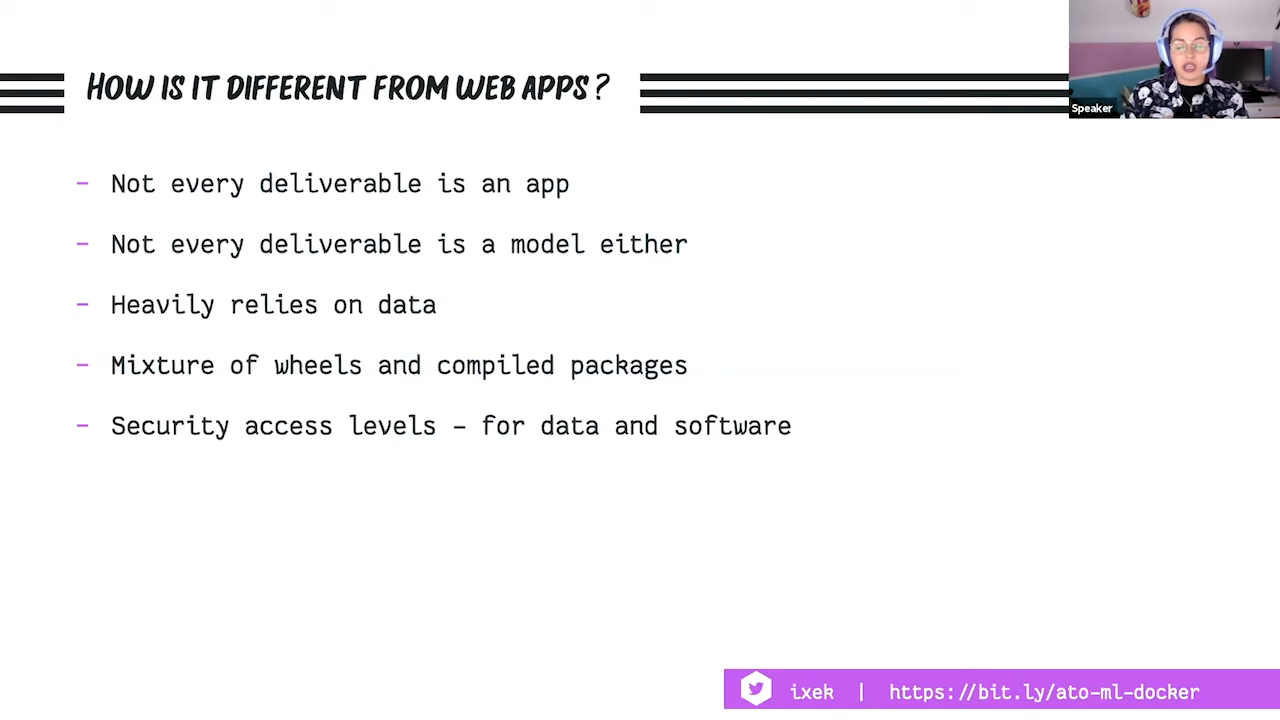 HOW IS IT DIFFERENT FROM WEB APPS?
Speaker
- Not every deliverable is an app
- Not every deliverable is a model either
- Heavily relies on data
- Mixture of wheels and compiled packages
- Security access levels – for data and software
ixek | https://bit.ly/ato-ml-docker